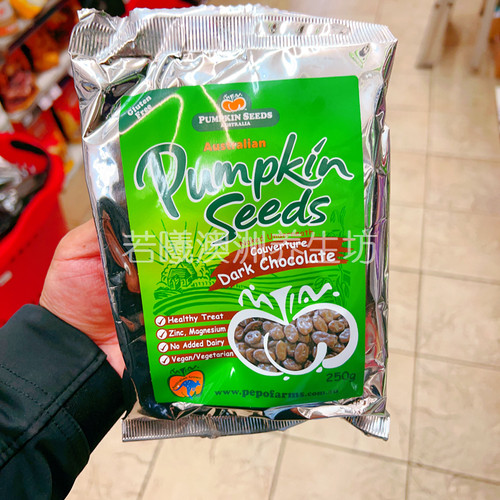 Gluten
Free
PUMPKIN SEEDS
AUSTRALIA
Australian
Pumpkin
Seeds
Couverture
Dark Chocolate
若曦澳洲养生坊
Healthy Treat
Zinc, Magnesium
No Added Dairy
Vegan/Vegetarian
250g
www.pepofarms.com.au